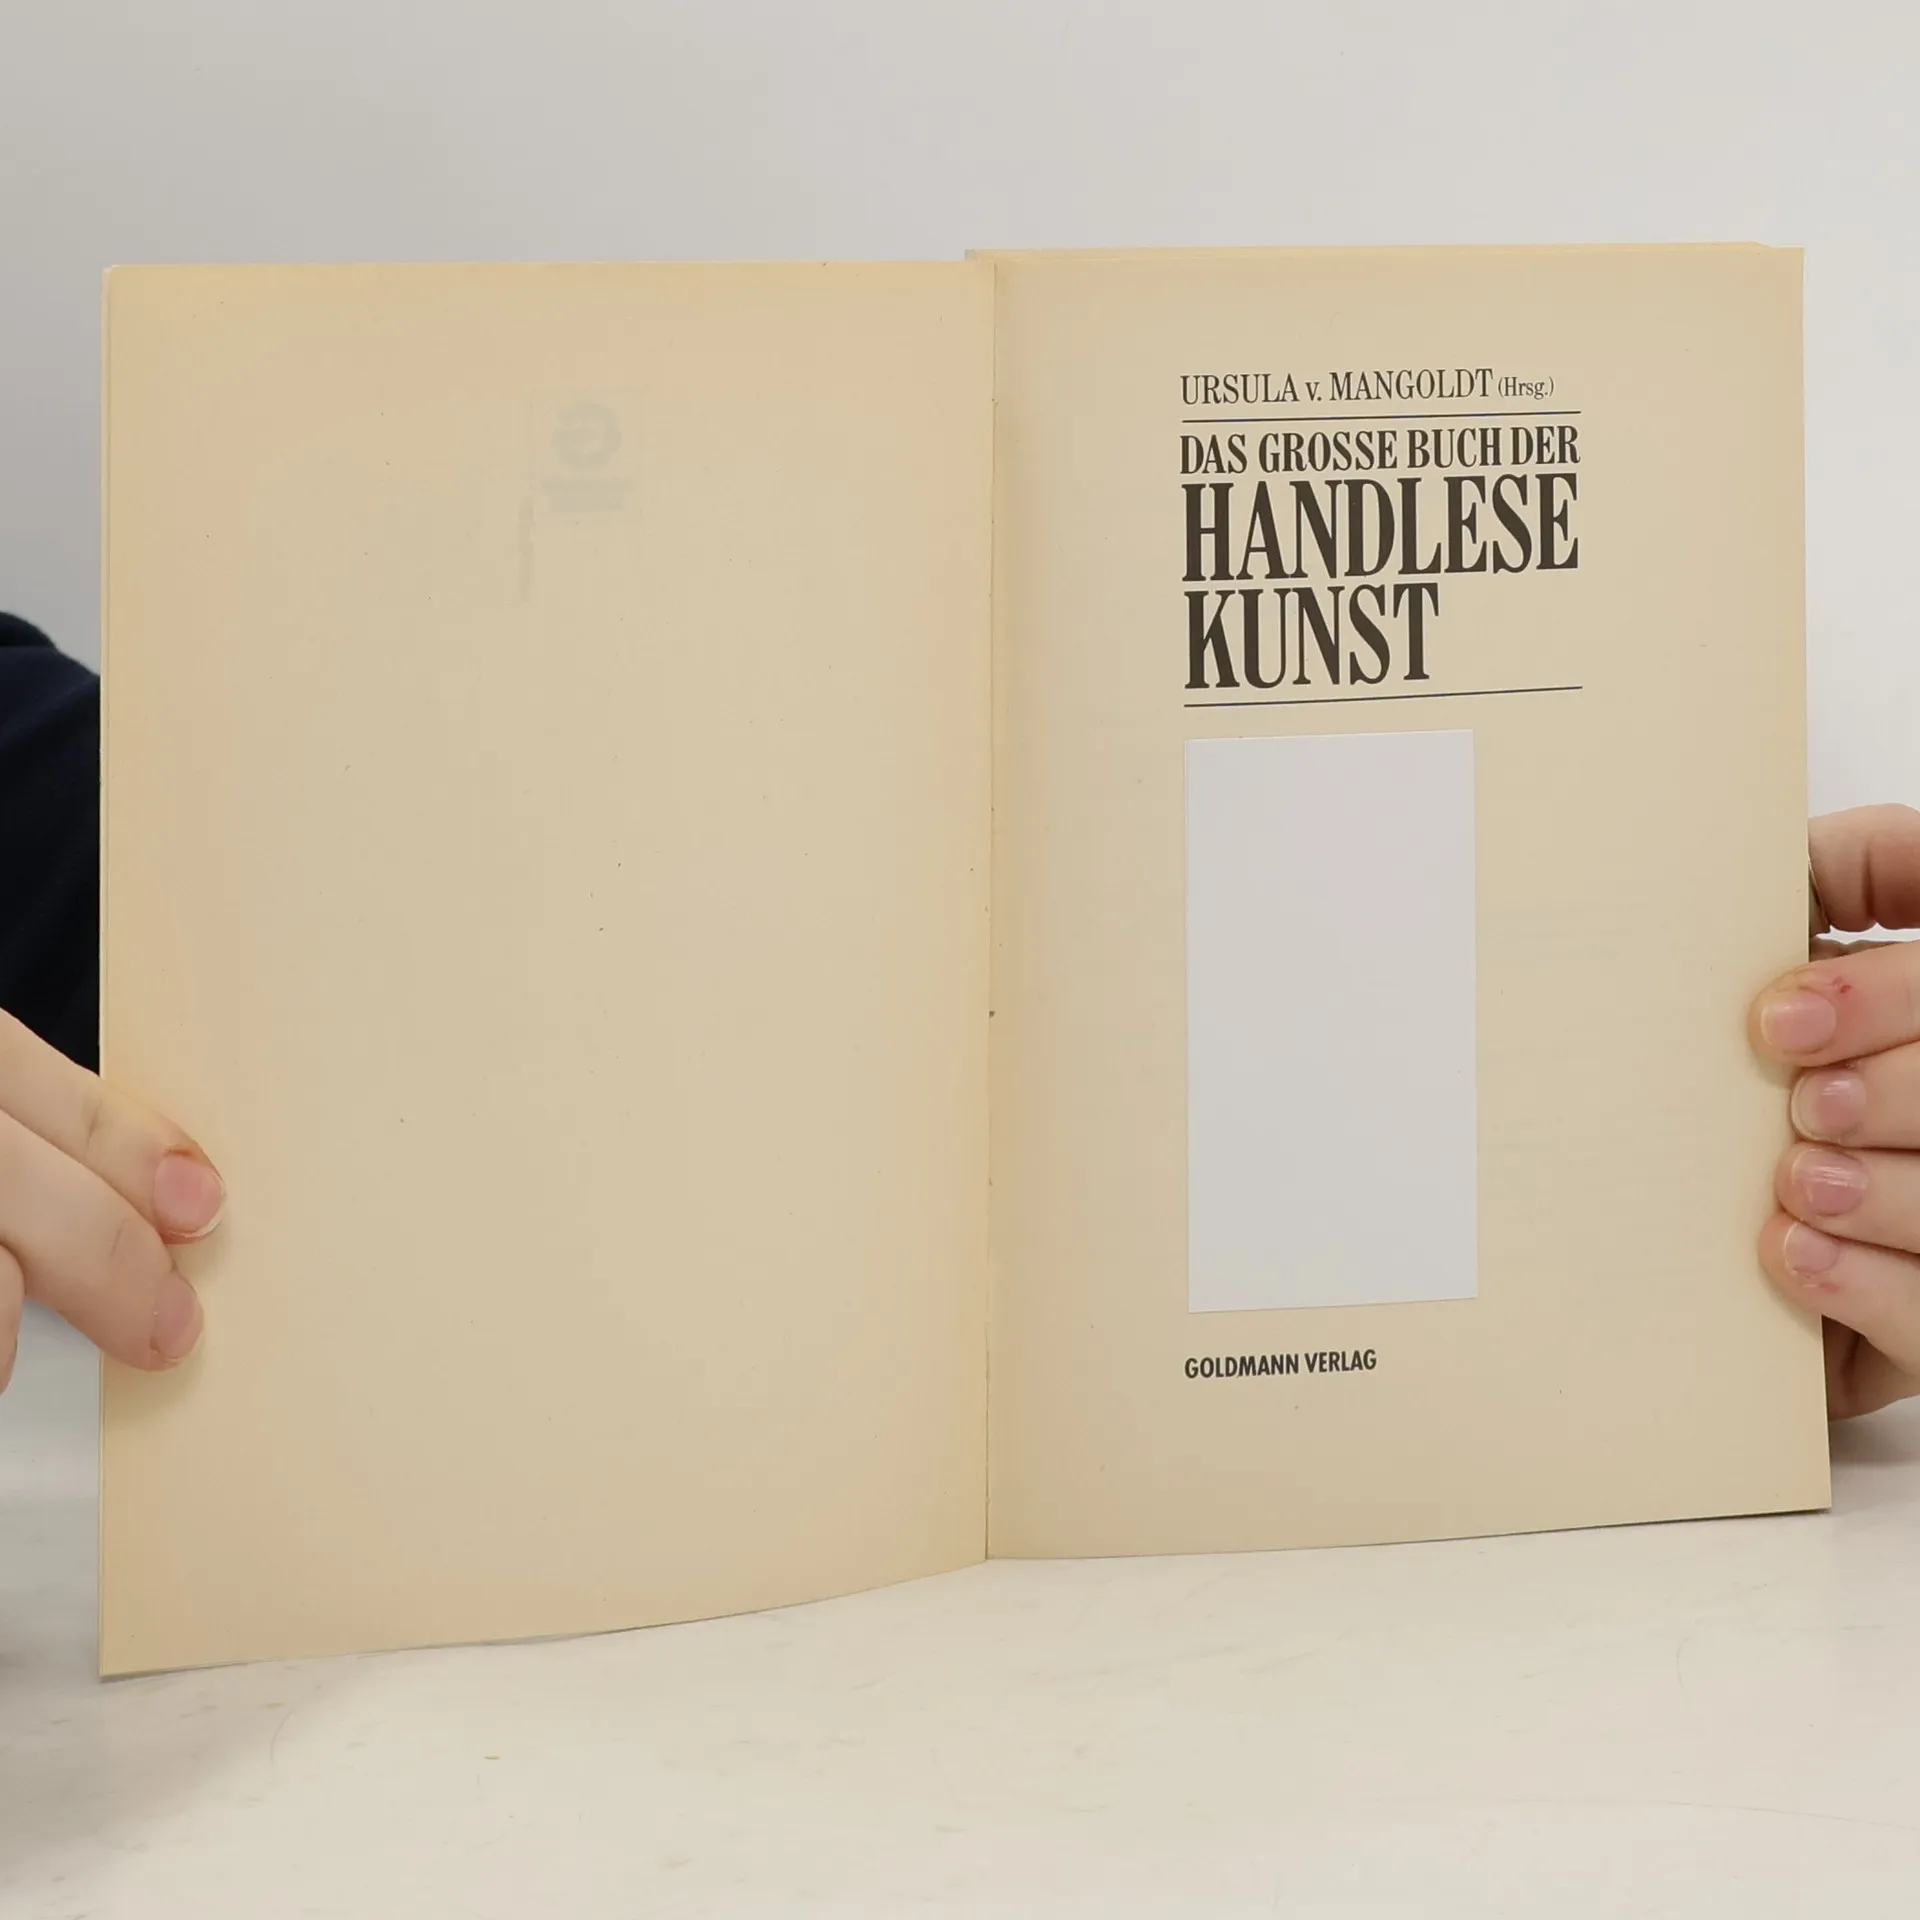 URSULA v. MANGOLDT (Hrsg.)
DAS GROSSE BUCH DER
HANDLESE
KUNST
GOLDMANN VERLAG